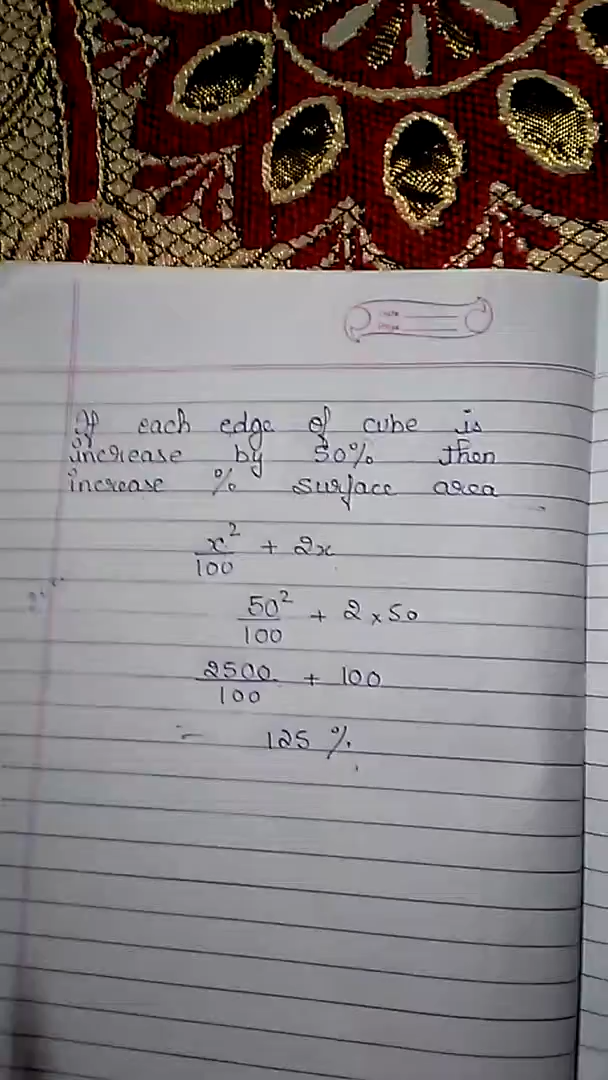 If each edge of cube is
increase by 50% then
increase % surface area
x²/100 + 2x
50²/100 + 2 × 50
2500/100 + 100
= 125 %